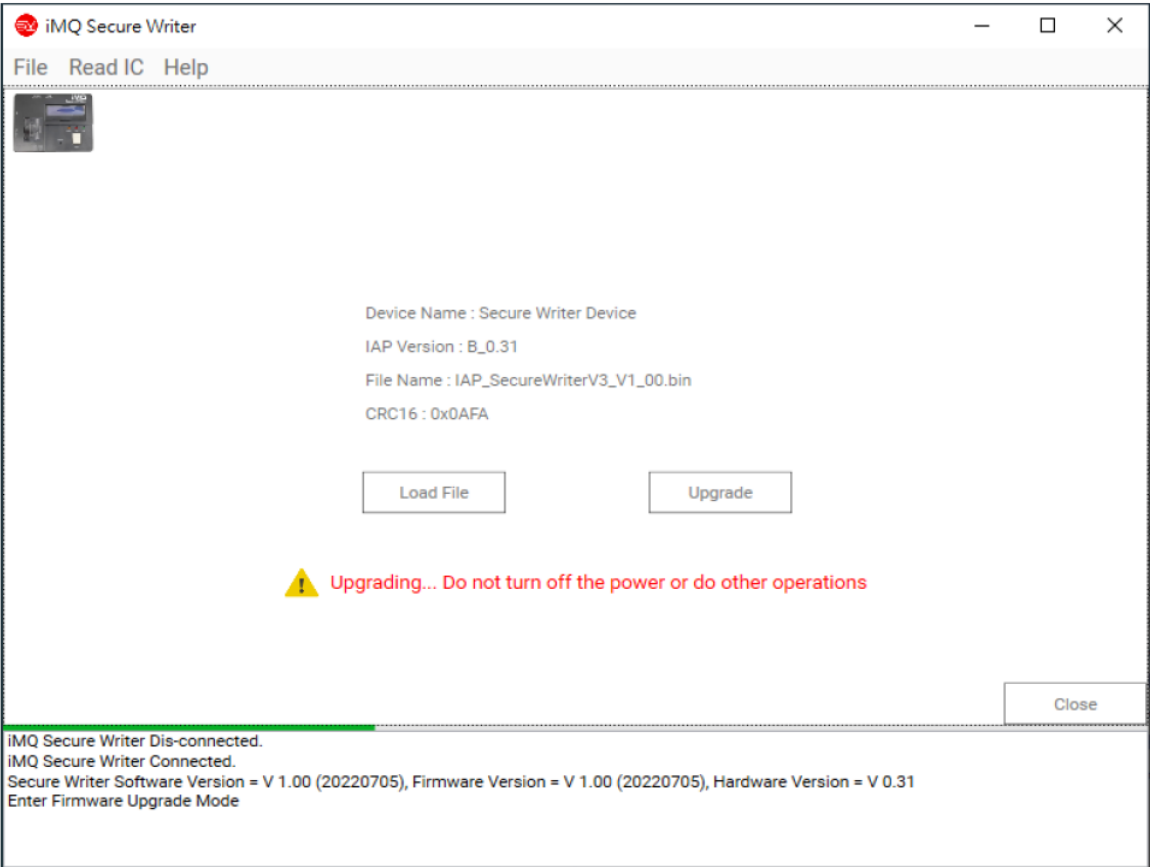 iMQ Secure Writer
File Read IC Help
Device Name : Secure Writer Device
IAP Version : B_0.31
File Name : IAP_SecureWriterV3_V1_00.bin
CRC16 : 0x0AFA
Load File
Upgrade
Upgrading... Do not turn off the power or do other operations
Close
iMQ Secure Writer Dis-connected.
iMQ Secure Writer Connected.
Secure Writer Software Version = V 1.00 (20220705), Firmware Version = V 1.00 (20220705), Hardware Version = V 0.31
Enter Firmware Upgrade Mode